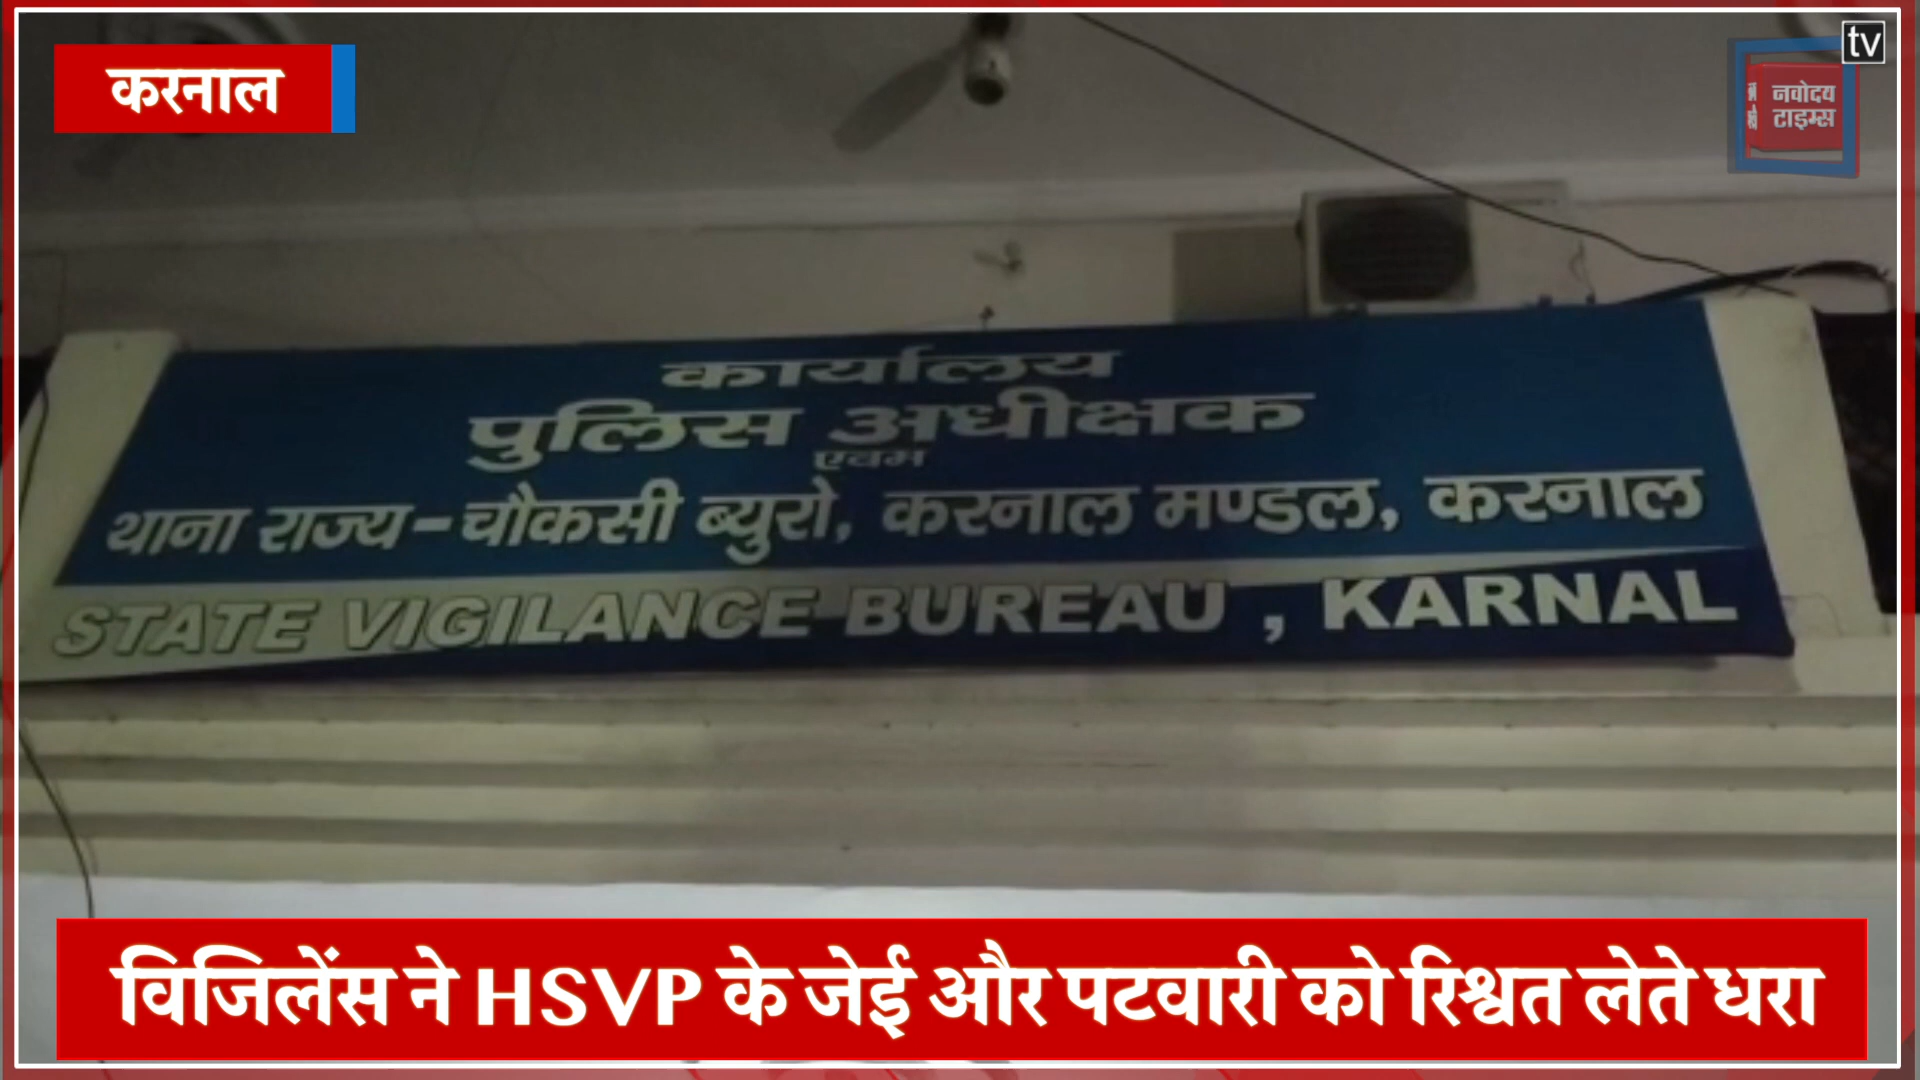 करनाल
tv
नवोदय
टाइम्स
कार्यालय
पुलिस अधीक्षक
एवम
थाना राज्य-चौकसी ब्युरो, करनाल मण्डल, करनाल
STATE VIGILANCE BUREAU , KARNAL
विजिलेंस ने HSVP के जेई और पटवारी को रिश्वत लेते धरा